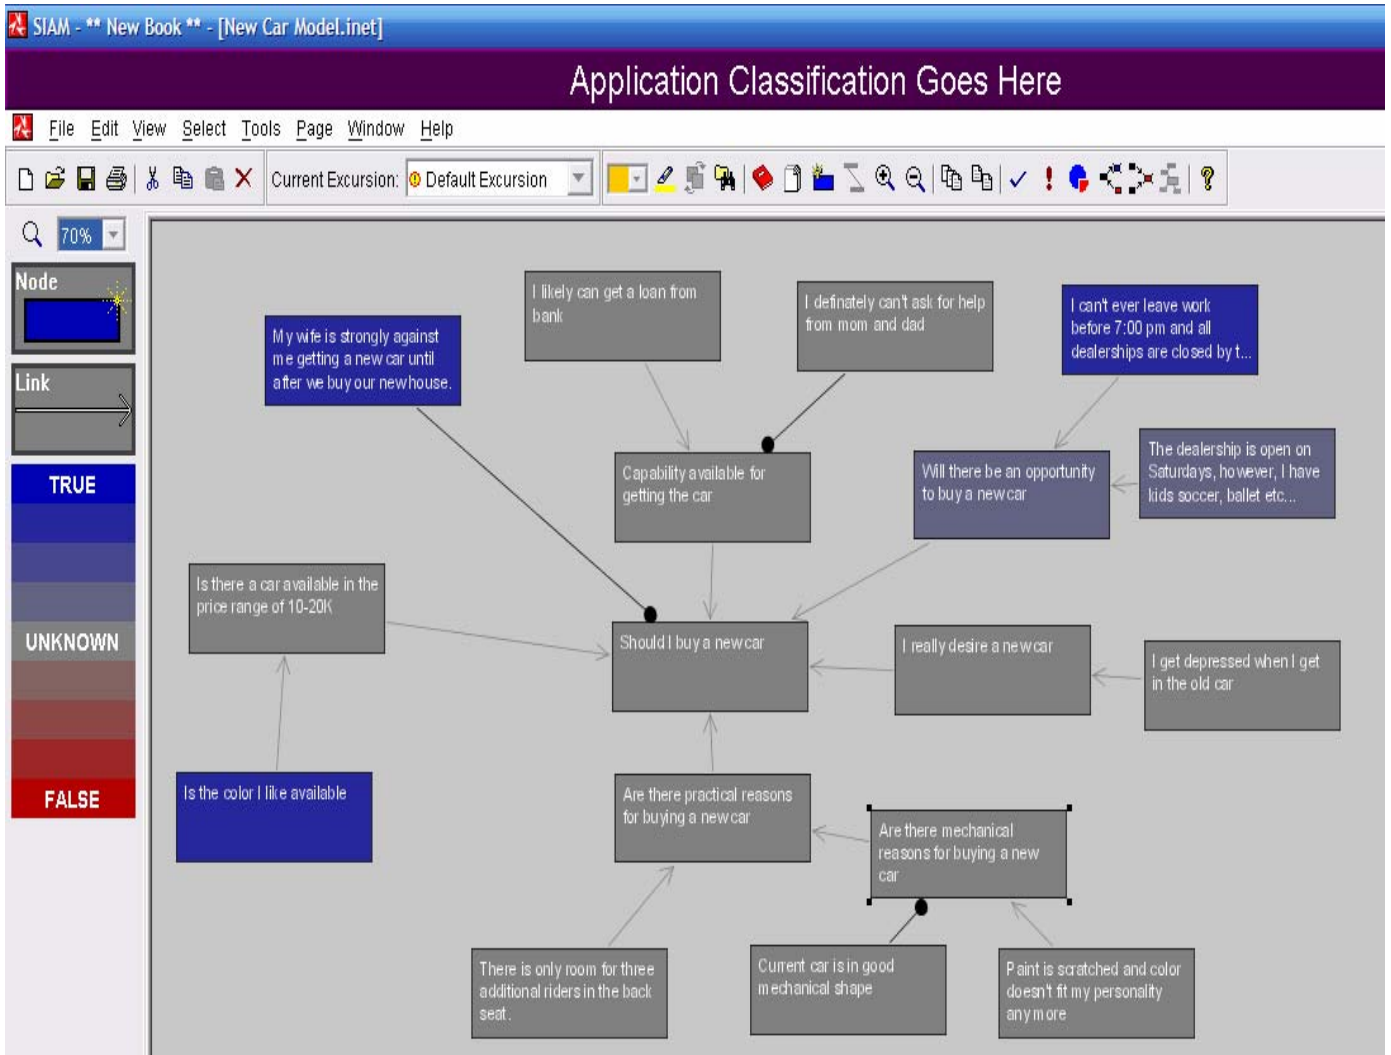 SIAM - ** New Book ** - [New Car Model.inet]
Application Classification Goes Here
File Edit View Select Tools Page Window Help
Current Excursion: Default Excursion
70%
Node
Link
TRUE
UNKNOWN
FALSE
My wife is strongly against
me getting a new car until
after we buy our new house.
I likely can get a loan from
bank
I definately can't ask for help
from mom and dad
I can't ever leave work
before 7:00 pm and all
dealerships are closed by t...
Capability available for
getting the car
Will there be an opportunity
to buy a new car
The dealership is open on
Saturdays, however, I have
kids soccer, ballet etc...
Is there a car available in the
price range of 10-20K
Should I buy a new car
I really desire a new car
I get depressed when I get
in the old car
Is the color I like available
Are there practical reasons
for buying a new car
Are there mechanical
reasons for buying a new
car
There is only room for three
additional riders in the back
seat.
Current car is in good
mechanical shape
Paint is scratched and color
doesn't fit my personality
any more